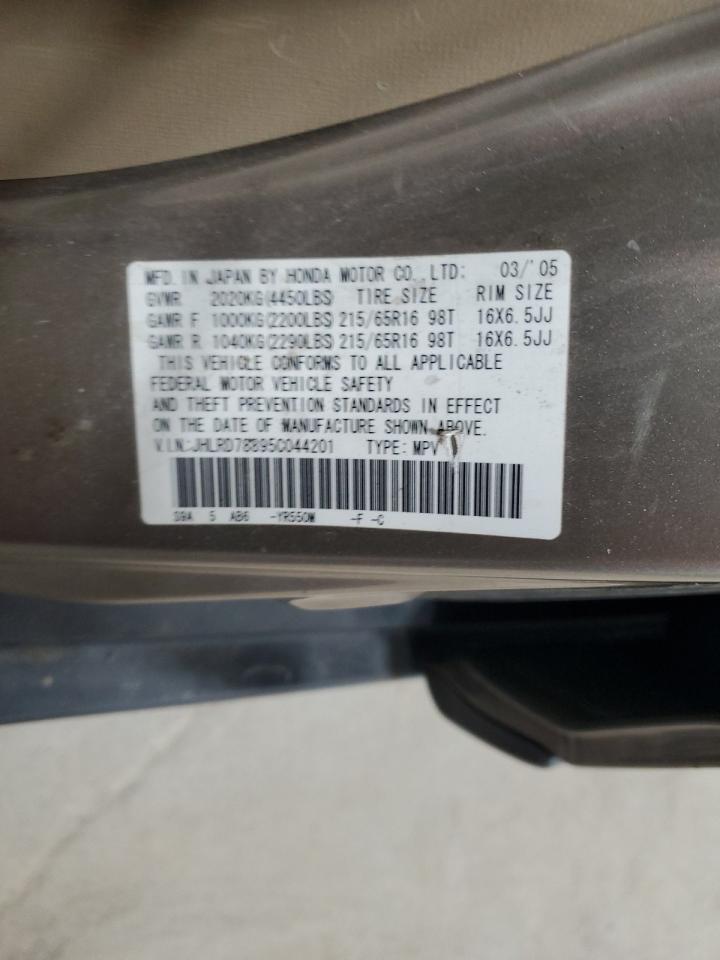 MFD. IN JAPAN BY HONDA MOTOR CO., LTD: 03/'05
GVWR 2020KG(4450LBS) TIRE SIZE RIM SIZE
GAWR F 1000KG(2200LBS) 215/65R16 98T 16X6.5JJ
GAWR R 1040KG(2290LBS) 215/65R16 98T 16X6.5JJ
THIS VEHICLE CONFORMS TO ALL APPLICABLE
FEDERAL MOTOR VEHICLE SAFETY
AND THEFT PREVENTION STANDARDS IN EFFECT
ON THE DATE OF MANUFACTURE SHOWN ABOVE.
V.I.N:JHLRD78895C044201 TYPE: MPV
S9A 5 AB6 -YR550M -F -C